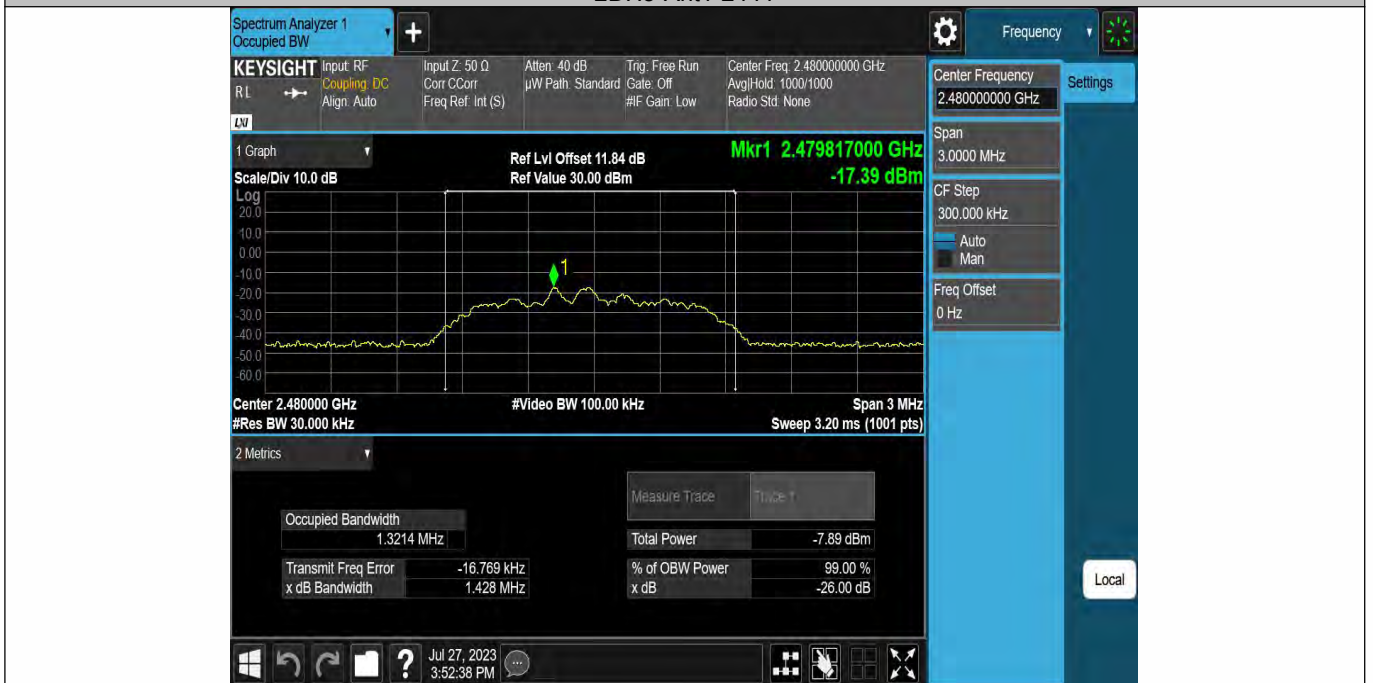 Spectrum Analyzer 1
Occupied BW
+
Frequency
KEYSIGHT
RL
LXI
Input: RF
Coupling: DC
Align: Auto
Input Z: 50 Ω
Corr CCorr
Freq Ref: Int (S)
Atten: 40 dB
µW Path: Standard
Trig: Free Run
Gate: Off
#IF Gain: Low
Center Freq: 2.480000000 GHz
Avg|Hold: 1000/1000
Radio Std: None
Center Frequency
2.480000000 GHz
Settings
Span
3.0000 MHz
CF Step
300.000 kHz
Auto
Man
Freq Offset
0 Hz
Local
1 Graph
Scale/Div 10.0 dB
Ref Lvl Offset 11.84 dB
Ref Value 30.00 dBm
Mkr1 2.479817000 GHz
-17.39 dBm
Log
20.0
10.0
0.00
-10.0
-20.0
-30.0
-40.0
-50.0
-60.0
1
Center 2.480000 GHz
#Res BW 30.000 kHz
#Video BW 100.00 kHz
Span 3 MHz
Sweep 3.20 ms (1001 pts)
2 Metrics
Measure Trace
Trace 1
Occupied Bandwidth
1.3214 MHz
Total Power
-7.89 dBm
Transmit Freq Error
-16.769 kHz
% of OBW Power
99.00 %
x dB Bandwidth
1.428 MHz
x dB
-26.00 dB
?
Jul 27, 2023
3:52:38 PM